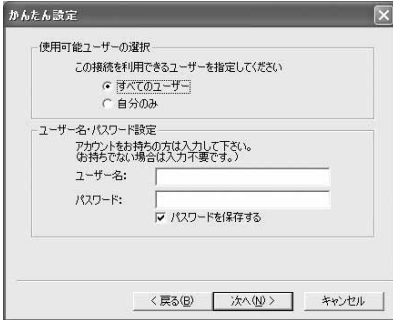 かんたん設定
使用可能ユーザーの選択
この接続を利用できるユーザーを指定してください
すべてのユーザー
自分のみ
ユーザー名・パスワード設定
アカウントをお持ちの方は入力して下さい。
(お持ちでない場合は入力不要です。)
ユーザー名:
パスワード:
パスワードを保存する
< 戻る(B) 次へ(N) > キャンセル